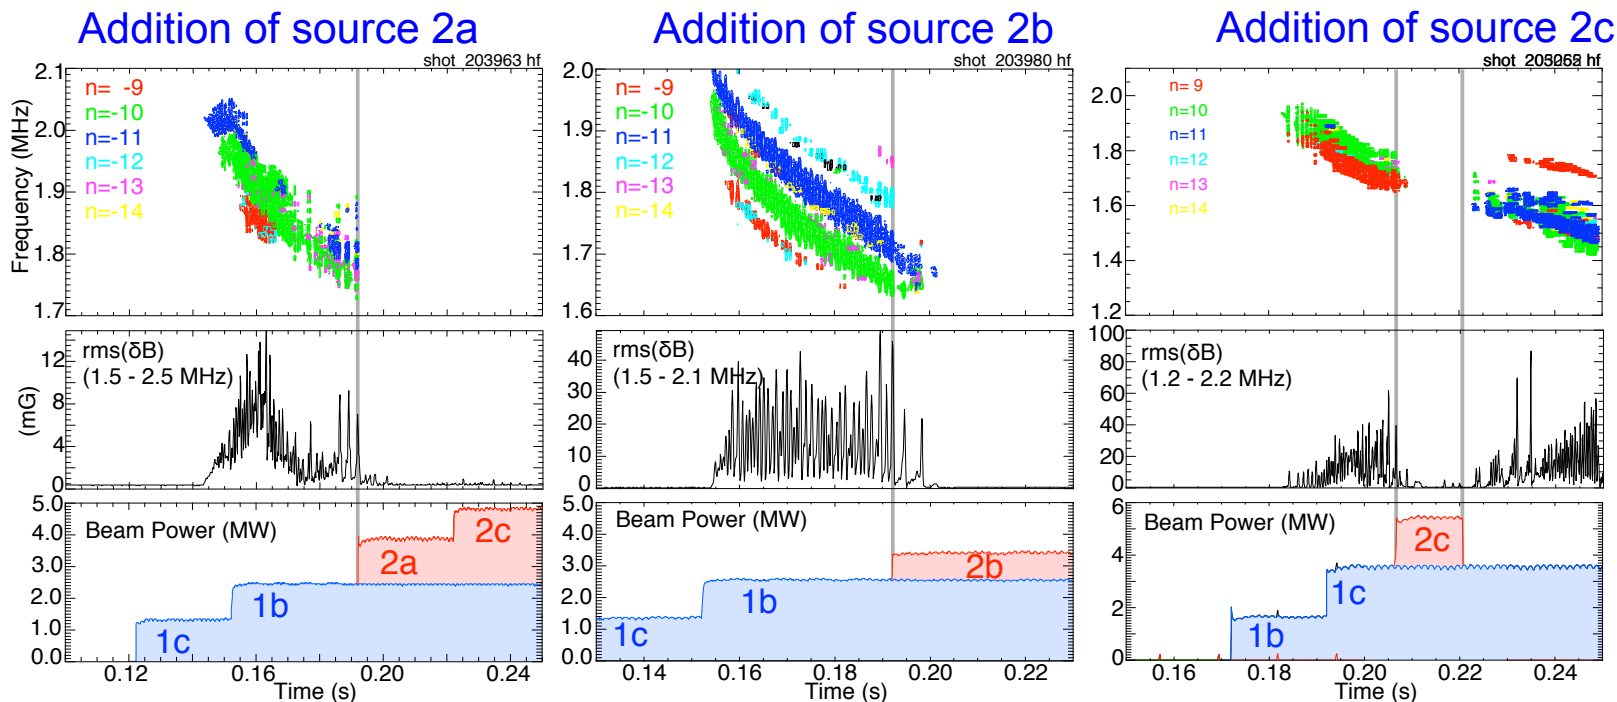 Addition of source 2a
shot 203963 hf
Frequency (MHz)
2.1
2.0
1.9
1.8
1.7
n= -9
n=-10
n=-11
n=-12
n=-13
n=-14
rms(δB)
(1.5 - 2.5 MHz)
(mG)
12
8
4
0
Beam Power (MW)
5.0
4.0
3.0
2.0
1.0
0.0
1c
1b
2a
2c
0.12
0.16
0.20
0.24
Time (s)
Addition of source 2b
shot 203980 hf
2.0
1.9
1.8
1.7
1.6
n= -9
n=-10
n=-11
n=-12
n=-13
n=-14
rms(δB)
(1.5 - 2.1 MHz)
40
30
20
10
0
Beam Power (MW)
5.0
4.0
3.0
2.0
1.0
0.0
1c
1b
2b
0.14
0.16
0.18
0.20
0.22
Time (s)
Addition of source 2c
shot
hf
2.0
1.8
1.6
1.4
1.2
n= 9
n=10
n=11
n=12
n=13
n=14
rms(δB)
(1.2 - 2.2 MHz)
100
80
60
40
20
0
Beam Power (MW)
6
4
2
0
1b
1c
2c
0.16
0.18
0.20
0.22
0.24
Time (s)